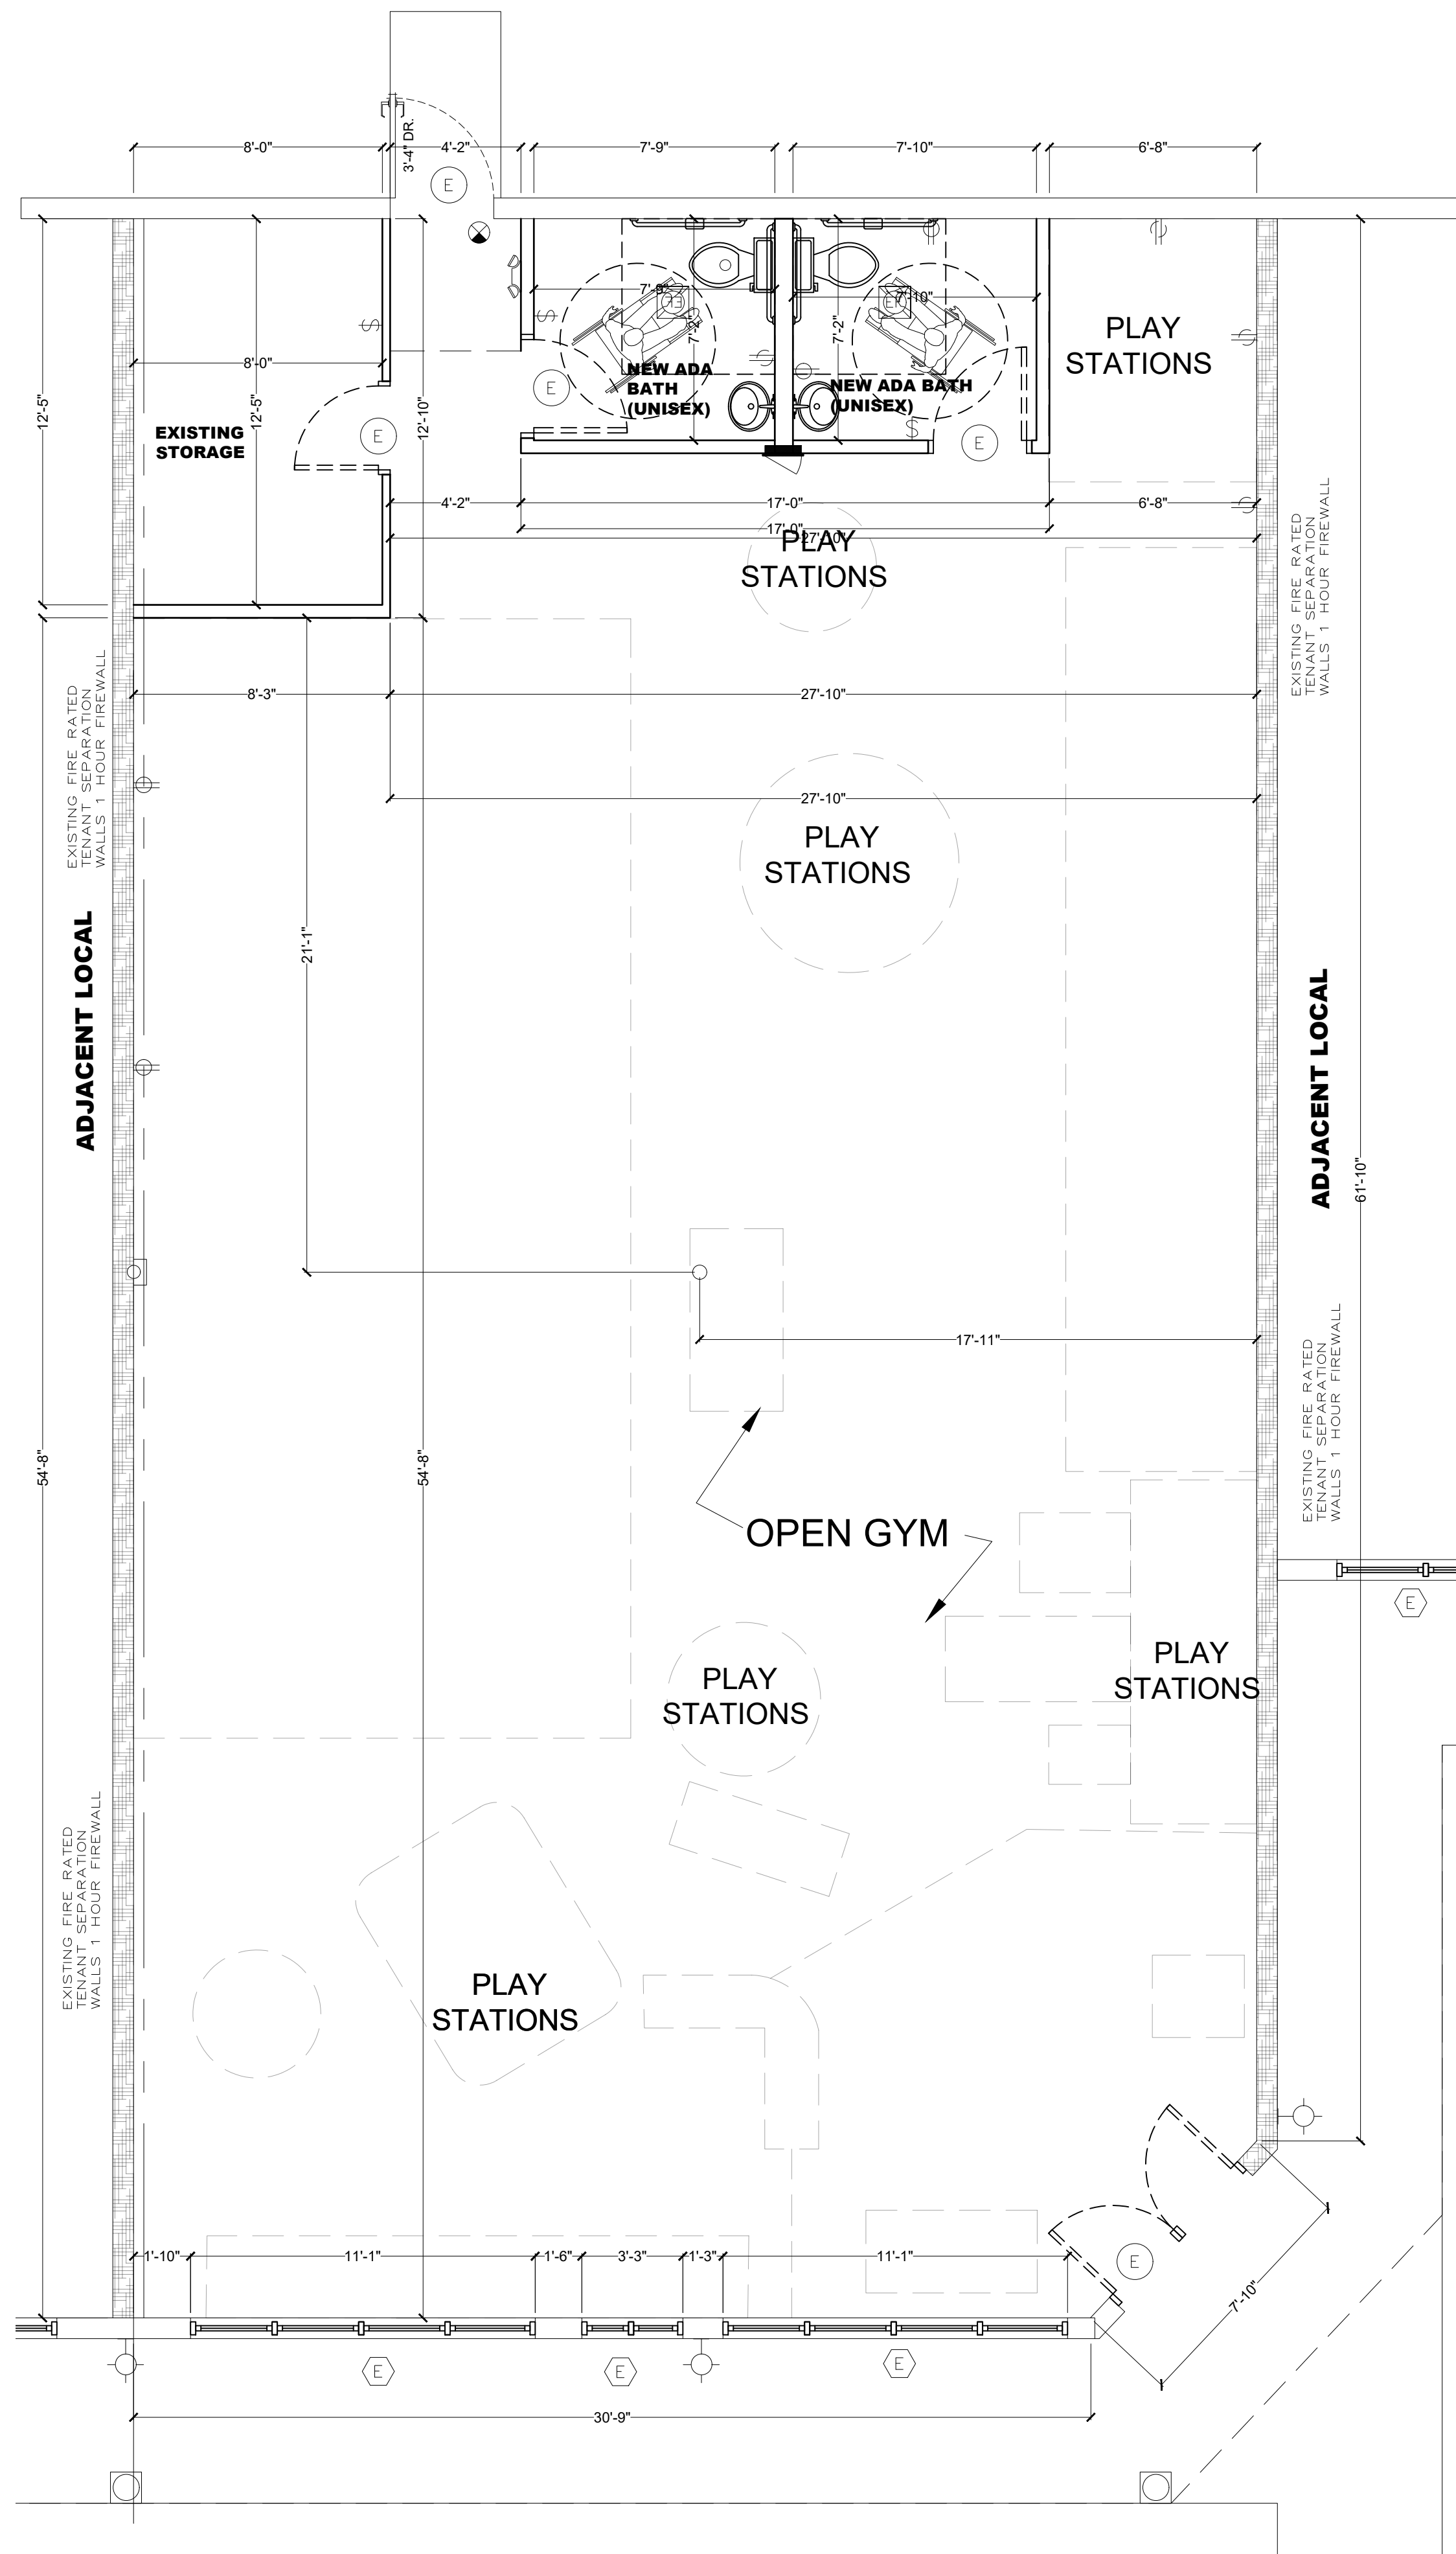 8'-0"
4'-2"
7'-9"
7'-10"
6'-8"
3'-4" DR.
E
7'-9"
7'-10"
7'-2"
7'-2"
E
E
PLAY
STATIONS
8'-0"
NEW ADA
BATH
(UNISEX)
NEW ADA BATH
(UNISEX)
E
E
E
12'-5"
12'-5"
12'-10"
EXISTING
STORAGE
4'-2"
17'-0"
6'-8"
17'-0"
27'-10"
PLAY
STATIONS
EXISTING FIRE RATED
TENANT SEPARATION
WALLS 1 HOUR FIREWALL
EXISTING FIRE RATED
TENANT SEPARATION
WALLS 1 HOUR FIREWALL
8'-3"
27'-10"
27'-10"
PLAY
STATIONS
21'-1"
ADJACENT LOCAL
ADJACENT LOCAL
61'-10"
17'-11"
EXISTING FIRE RATED
TENANT SEPARATION
WALLS 1 HOUR FIREWALL
54'-8"
54'-8"
OPEN GYM
E
PLAY
STATIONS
PLAY
STATIONS
EXISTING FIRE RATED
TENANT SEPARATION
WALLS 1 HOUR FIREWALL
PLAY
STATIONS
1'-10"
11'-1"
1'-6"
3'-3"
1'-3"
11'-1"
E
7'-10"
E
E
E
30'-9"